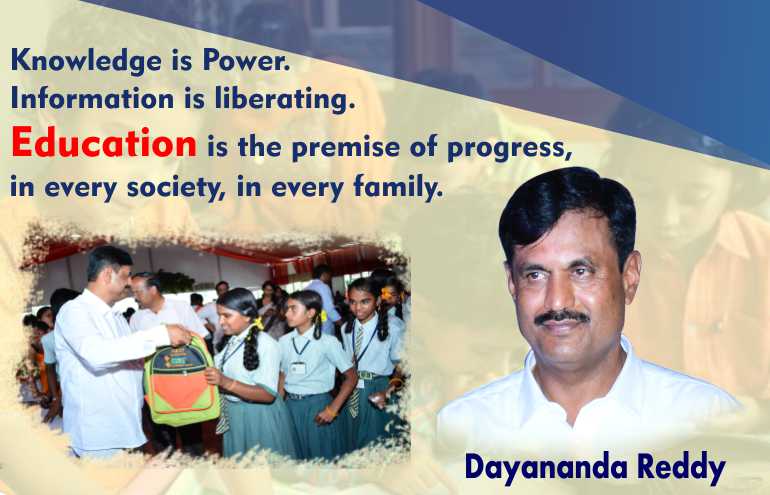 Knowledge is Power.
Information is liberating.
Education is the premise of progress,
in every society, in every family.
Dayananda Reddy